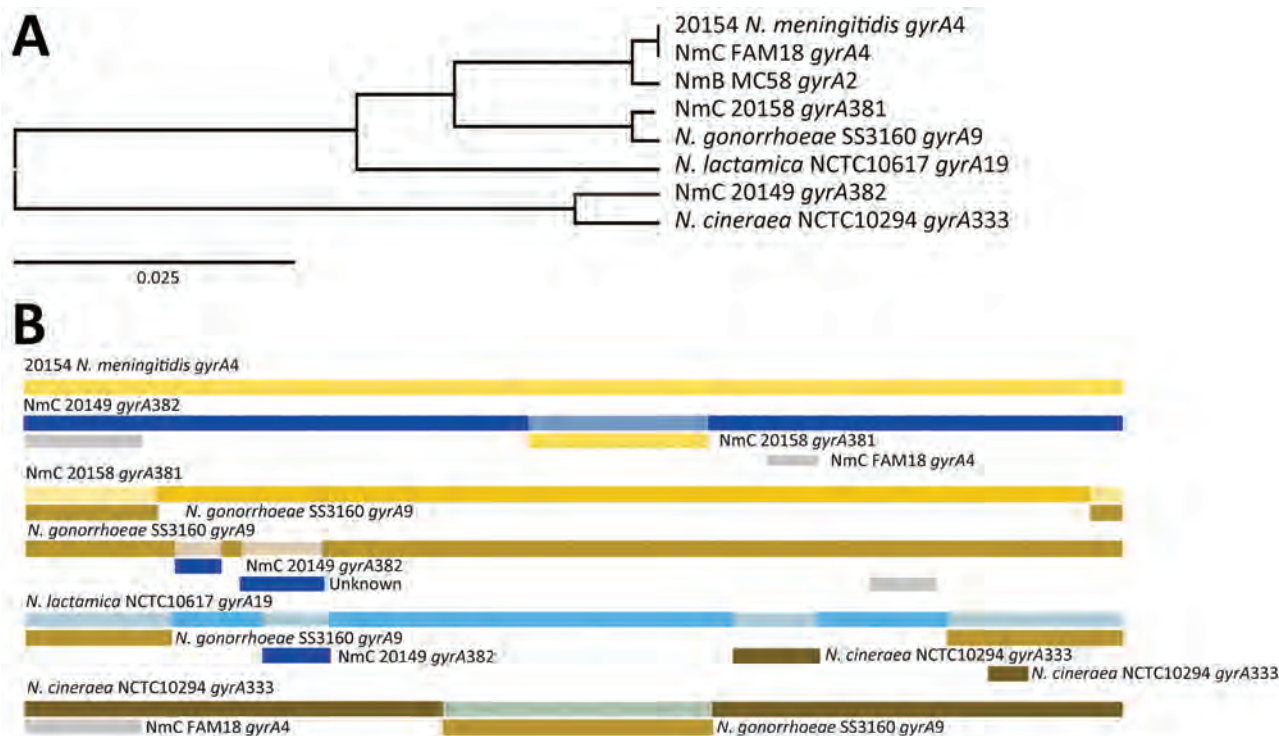 A
20154 N. meningitidis gyrA4
NmC FAM18 gyrA4
NmB MC58 gyrA2
NmC 20158 gyrA381
N. gonorrhoeae SS3160 gyrA9
N. lactamica NCTC10617 gyrA19
NmC 20149 gyrA382
N. cineraea NCTC10294 gyrA333
0.025
B
20154 N. meningitidis gyrA4
NmC 20149 gyrA382
NmC 20158 gyrA381
NmC FAM18 gyrA4
NmC 20158 gyrA381
N. gonorrhoeae SS3160 gyrA9
N. gonorrhoeae SS3160 gyrA9
NmC 20149 gyrA382
Unknown
N. lactamica NCTC10617 gyrA19
N. gonorrhoeae SS3160 gyrA9
NmC 20149 gyrA382
N. cineraea NCTC10294 gyrA333
N. cineraea NCTC10294 gyrA333
N. cineraea NCTC10294 gyrA333
NmC FAM18 gyrA4
N. gonorrhoeae SS3160 gyrA9